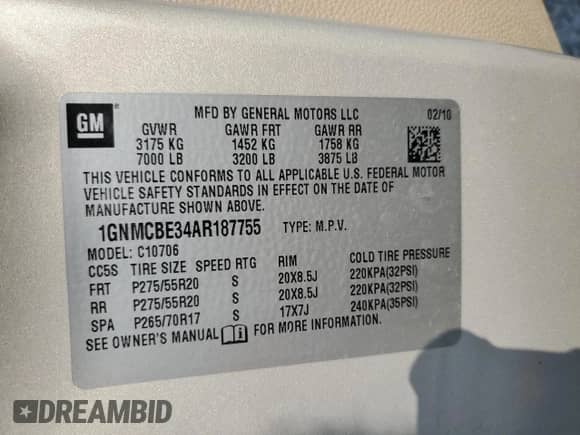 GM
MFD BY GENERAL MOTORS LLC 02/10
GVWR GAWR FRT GAWR RR
3175 KG 1452 KG 1758 KG
7000 LB 3200 LB 3875 LB
THIS VEHICLE CONFORMS TO ALL APPLICABLE U.S. FEDERAL MOTOR
VEHICLE SAFETY STANDARDS IN EFFECT ON THE DATE OF
MANUFACTURE SHOWN ABOVE.
1GNMCBE34AR187755 TYPE: M.P.V.
MODEL: C10706
CC5S TIRE SIZE SPEED RTG RIM COLD TIRE PRESSURE
FRT P275/55R20 S 20X8.5J 220KPA(32PSI)
RR P275/55R20 S 20X8.5J 220KPA(32PSI)
SPA P265/70R17 S 17X7J 240KPA(35PSI)
SEE OWNER'S MANUAL FOR MORE INFORMATION.
DREAMBID